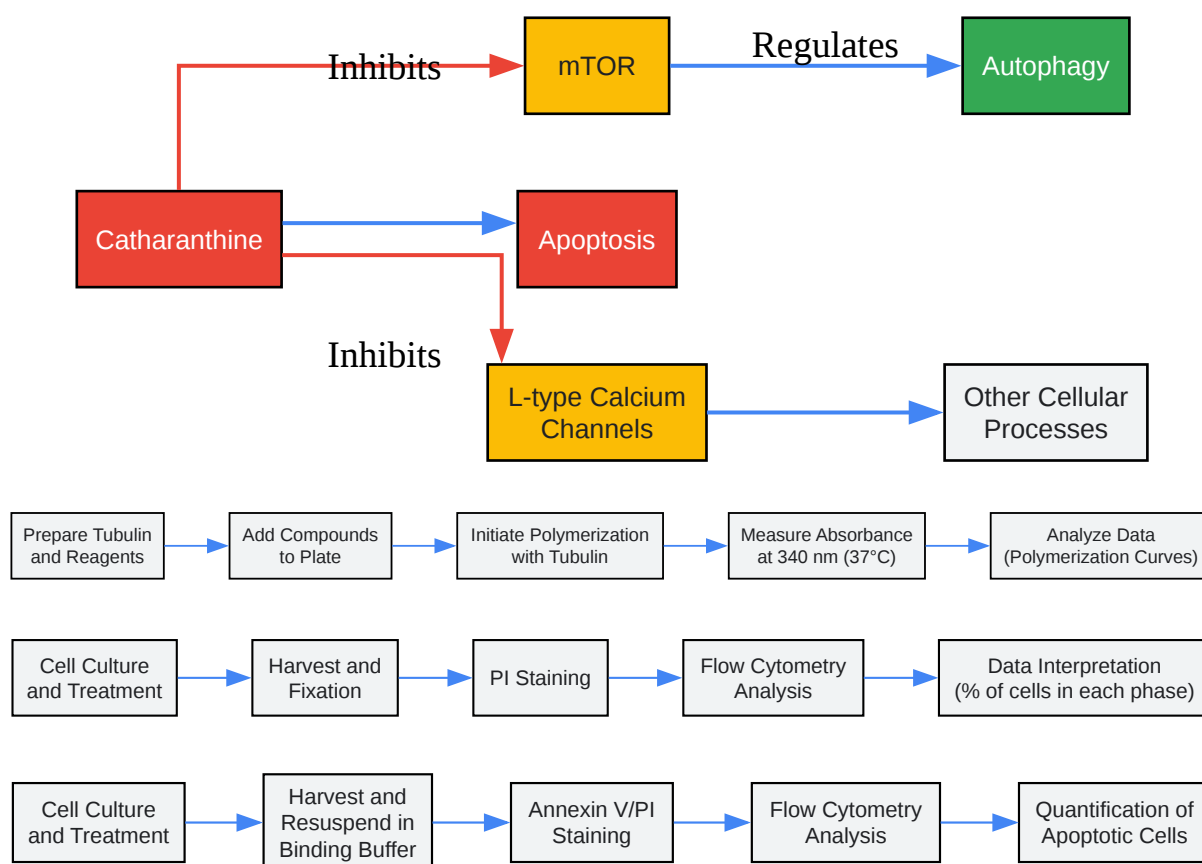 Inhibits
mTOR
Regulates
Autophagy
Catharanthine
Apoptosis
Inhibits
L-type Calcium
Channels
Other Cellular
Processes
Prepare Tubulin
and Reagents
Add Compounds
to Plate
Initiate Polymerization
with Tubulin
Measure Absorbance
at 340 nm (37°C)
Analyze Data
(Polymerization Curves)
Cell Culture
and Treatment
Harvest and
Fixation
PI Staining
Flow Cytometry
Analysis
Data Interpretation
(% of cells in each phase)
Cell Culture
and Treatment
Harvest and
Resuspend in
Binding Buffer
Annexin V/PI
Staining
Flow Cytometry
Analysis
Quantification of
Apoptotic Cells